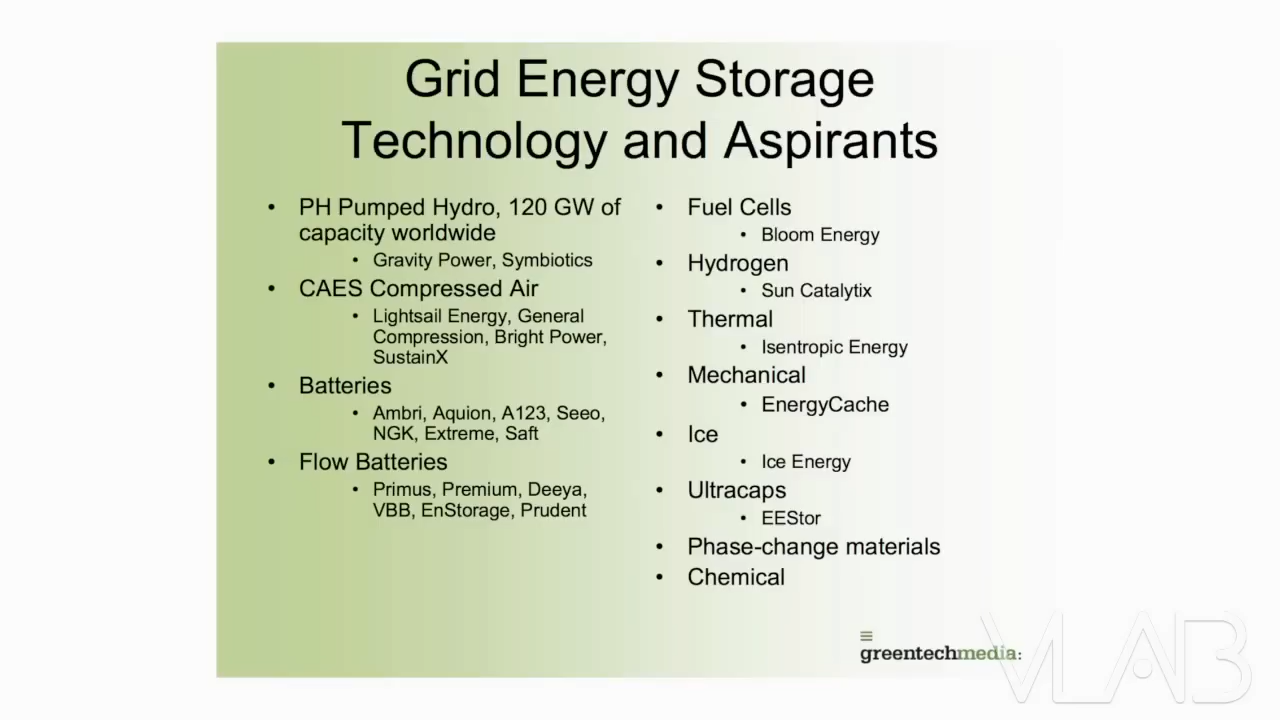 Grid Energy Storage
Technology and Aspirants
• PH Pumped Hydro, 120 GW of
capacity worldwide
• Gravity Power, Symbiotics
• CAES Compressed Air
• Lightsail Energy, General
Compression, Bright Power,
SustainX
• Batteries
• Ambri, Aquion, A123, Seeo,
NGK, Extreme, Saft
• Flow Batteries
• Primus, Premium, Deeya,
VBB, EnStorage, Prudent
• Fuel Cells
• Bloom Energy
• Hydrogen
• Sun Catalytix
• Thermal
• Isentropic Energy
• Mechanical
• EnergyCache
• Ice
• Ice Energy
• Ultracaps
• EEStor
• Phase-change materials
• Chemical
greentechmedia:
VLAB